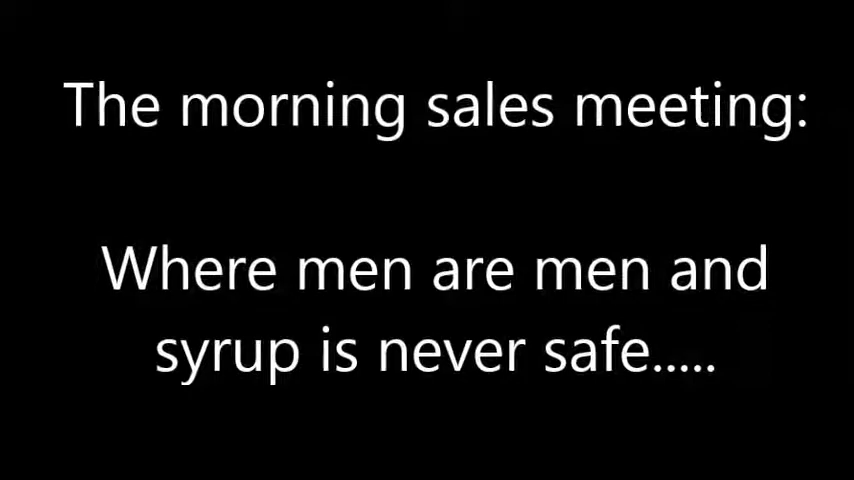 The morning sales meeting:
Where men are men and
syrup is never safe.....